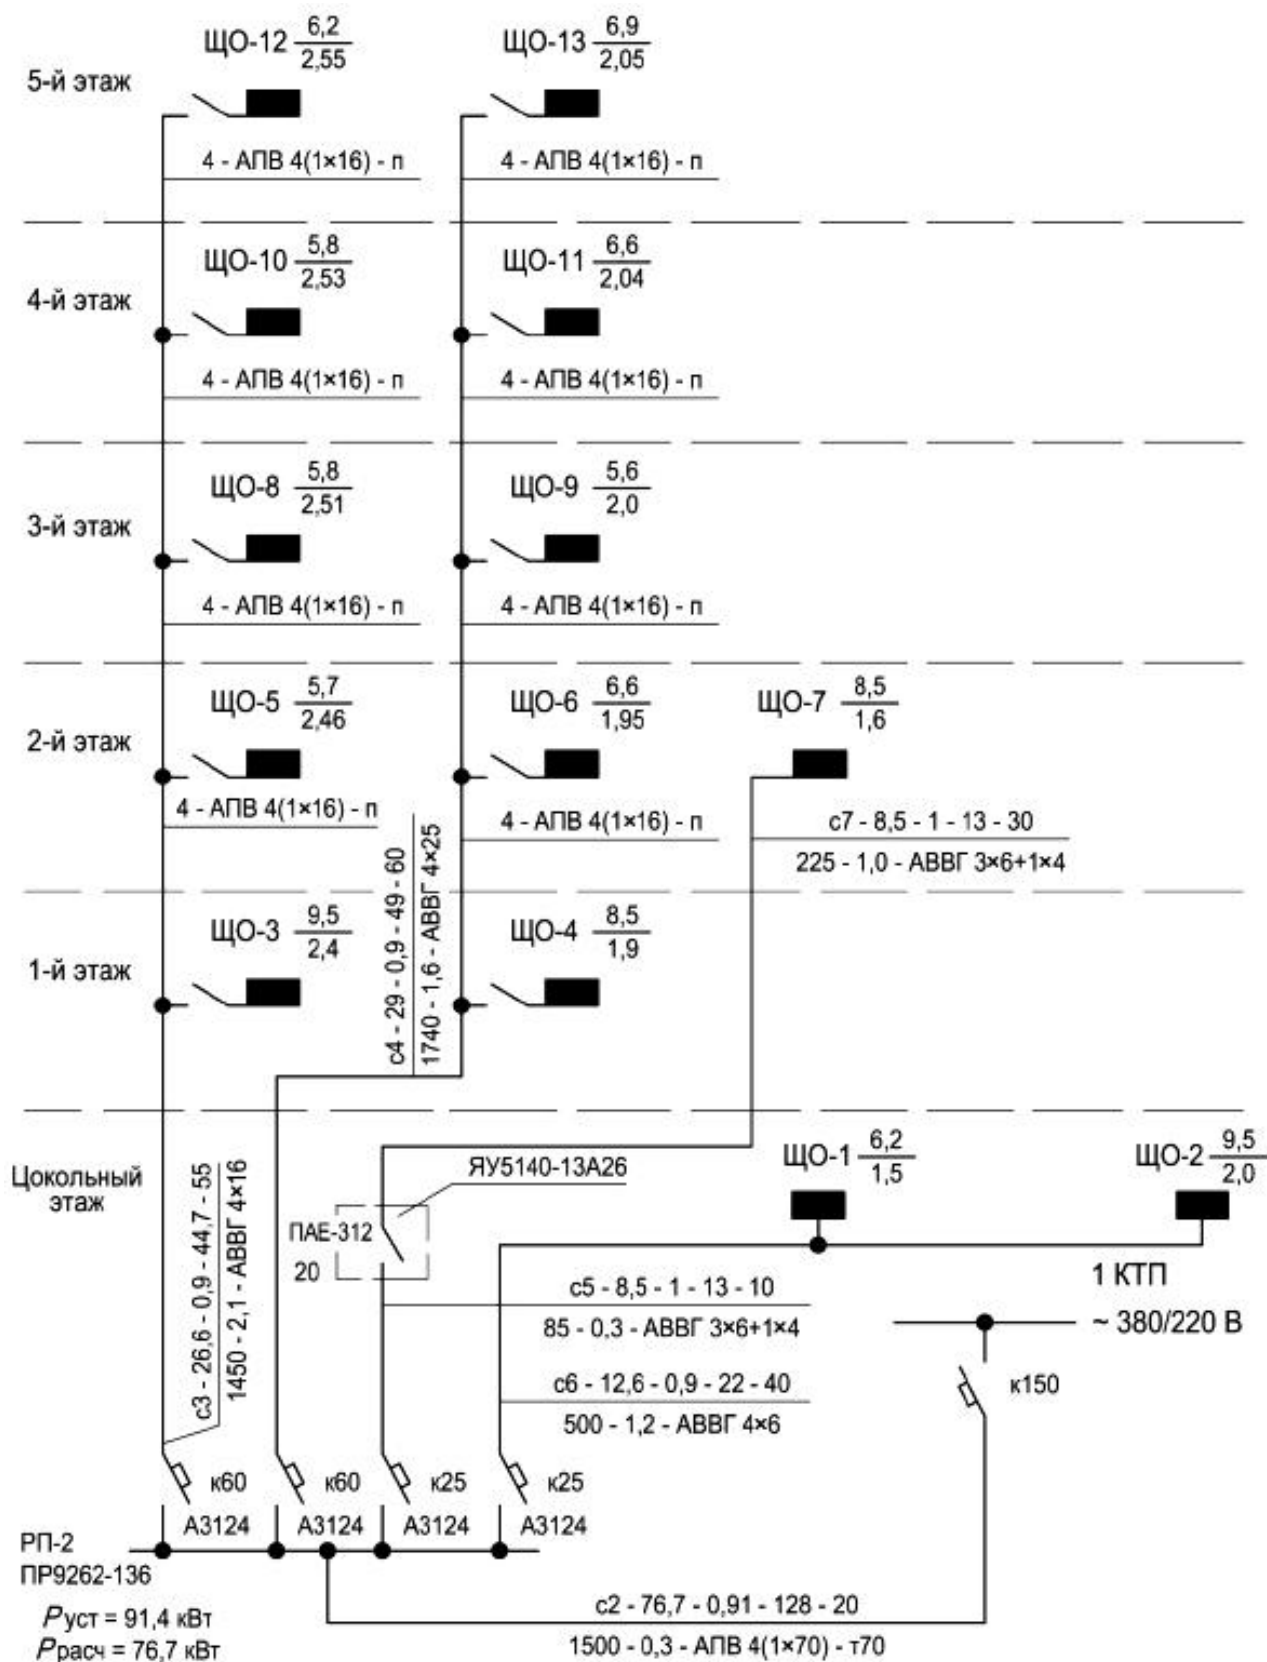 ЩО-12 6,2
2,55
ЩО-13 6,9
2,05
5-й этаж
4 - АПВ 4(1×16) - п
4 - АПВ 4(1×16) - п
ЩО-10 5,8
2,53
ЩО-11 6,6
2,04
4-й этаж
4 - АПВ 4(1×16) - п
4 - АПВ 4(1×16) - п
ЩО-8 5,8
2,51
ЩО-9 5,6
2,0
3-й этаж
4 - АПВ 4(1×16) - п
4 - АПВ 4(1×16) - п
ЩО-5 5,7
2,46
ЩО-6 6,6
1,95
ЩО-7 8,5
1,6
2-й этаж
4 - АПВ 4(1×16) - п
4 - АПВ 4(1×16) - п
с7 - 8,5 - 1 - 13 - 30
225 - 1,0 - АВВГ 3×6+1×4
с4 - 29 - 0,9 - 49 - 60
1740 - 1,6 - АВВГ 4×25
ЩО-3 9,5
2,4
ЩО-4 8,5
1,9
1-й этаж
Цокольный
этаж
ЩО-1 6,2
1,5
ЩО-2 9,5
2,0
ЯУ5140-13А26
ПАЕ-312
20
с3 - 26,6 - 0,9 - 44,7 - 55
1450 - 2,1 - АВВГ 4×16
с5 - 8,5 - 1 - 13 - 10
85 - 0,3 - АВВГ 3×6+1×4
1 КТП
~ 380/220 В
с6 - 12,6 - 0,9 - 22 - 40
500 - 1,2 - АВВГ 4×6
к150
к60
к60
к25
к25
А3124
А3124
А3124
А3124
РП-2
ПР9262-136
Pуст = 91,4 кВт
Pрасч = 76,7 кВт
с2 - 76,7 - 0,91 - 128 - 20
1500 - 0,3 - АПВ 4(1×70) - т70